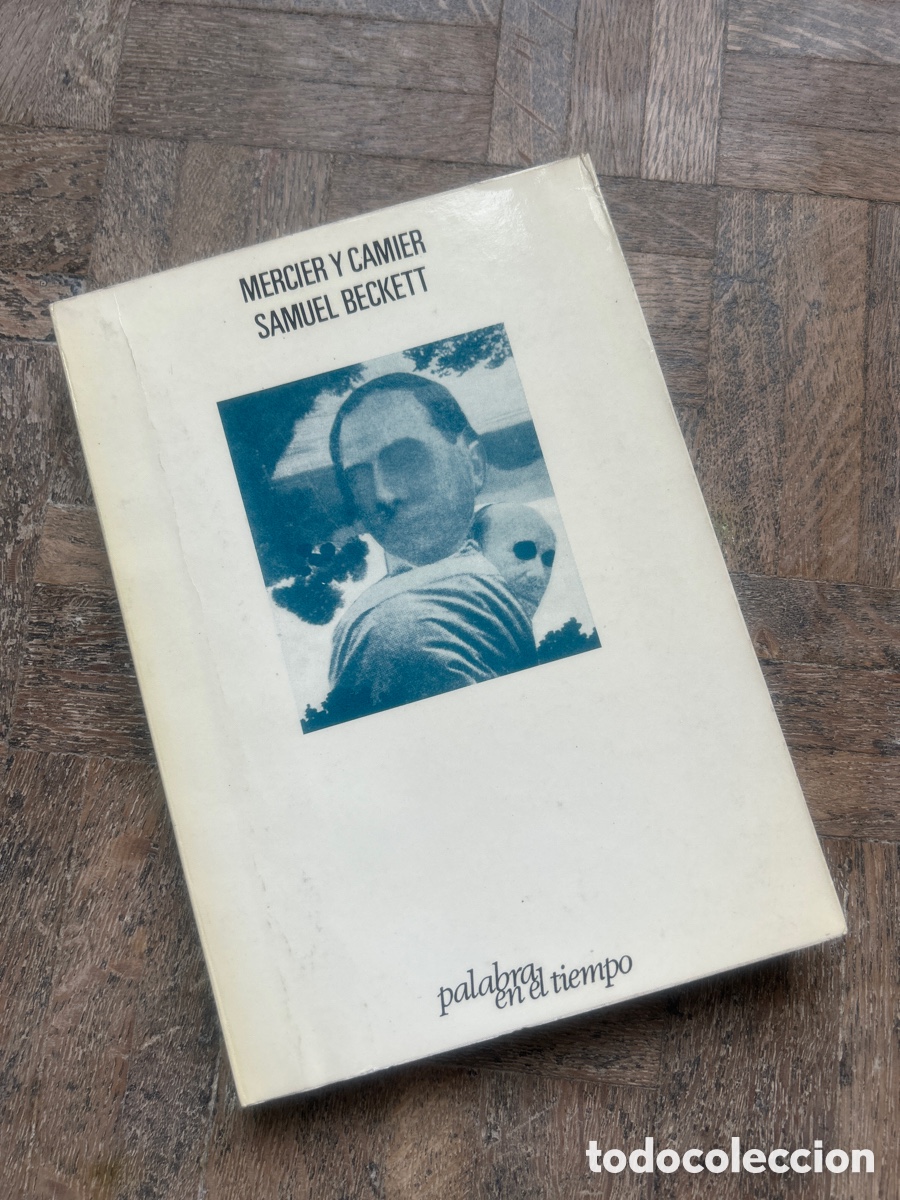 MERCIER Y CAMIER
SAMUEL BECKETT
palabra
en el tiempo
todocoleccion